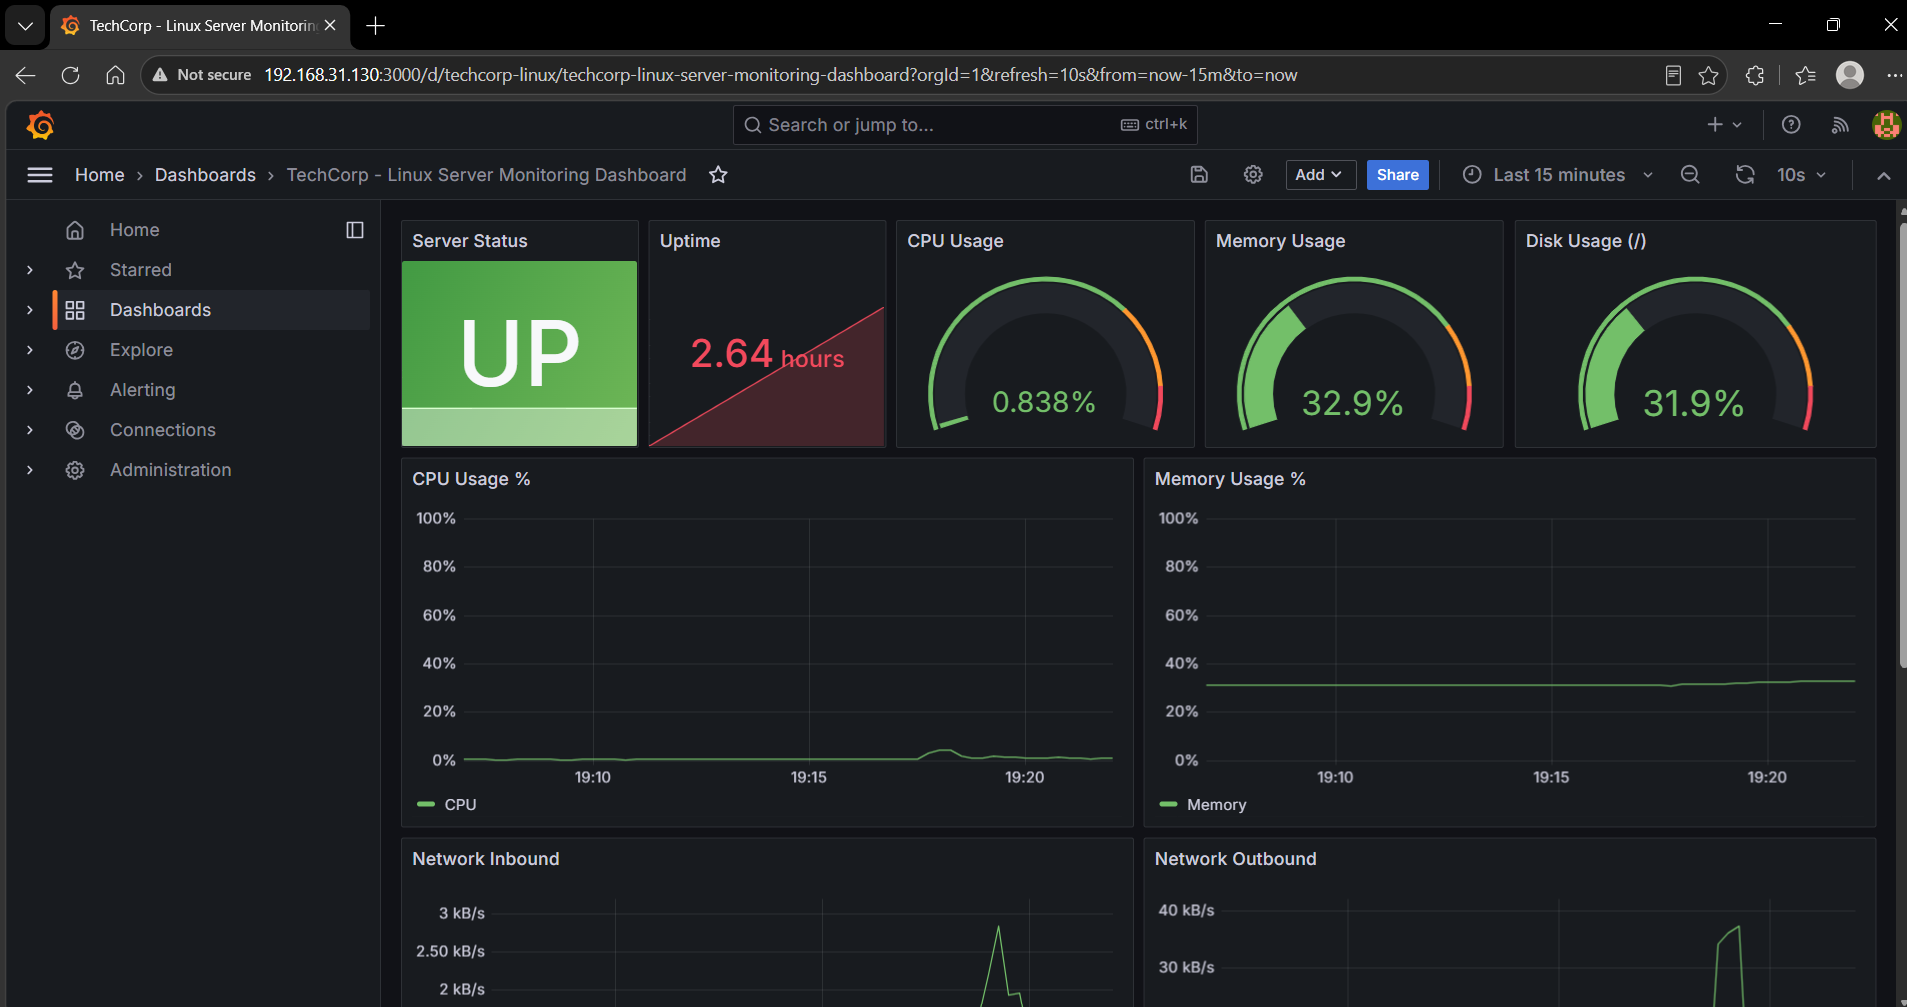 TechCorp - Linux Server Monitorin
Not secure 192.168.31.130:3000/d/techcorp-linux/techcorp-linux-server-monitoring-dashboard?orgId=1&refresh=10s&from=now-15m&to=now
Search or jump to... ctrl+k
Home › Dashboards › TechCorp - Linux Server Monitoring Dashboard Add Share Last 15 minutes 10s
Home
Starred
Dashboards
Explore
Alerting
Connections
Administration
Server Status
UP
Uptime
2.64 hours
CPU Usage
0.838%
Memory Usage
32.9%
Disk Usage (/)
31.9%
CPU Usage %
100%
80%
60%
40%
20%
0%
19:10 19:15 19:20
CPU
Memory Usage %
100%
80%
60%
40%
20%
0%
19:10 19:15 19:20
Memory
Network Inbound
3 kB/s
2.50 kB/s
2 kB/s
Network Outbound
40 kB/s
30 kB/s